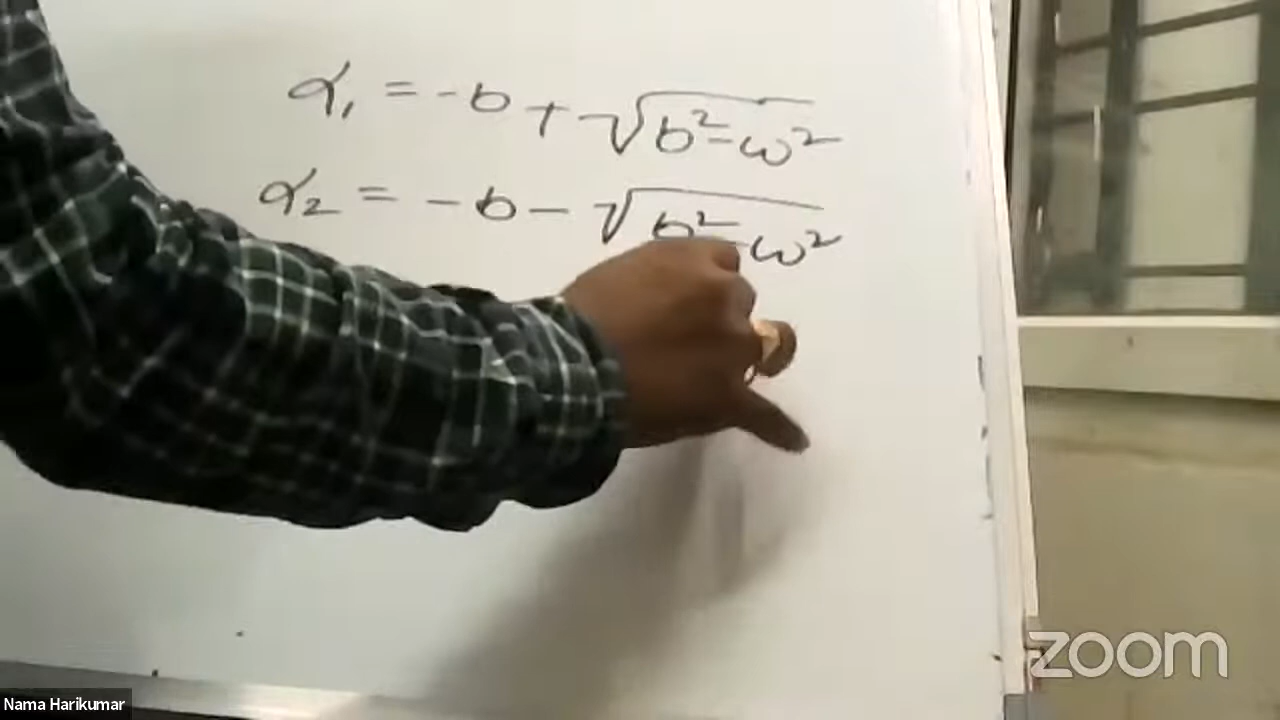 α₁ = -b + √b²-ω²
α₂ = -b - √b²-ω²
zoom
Nama Harikumar